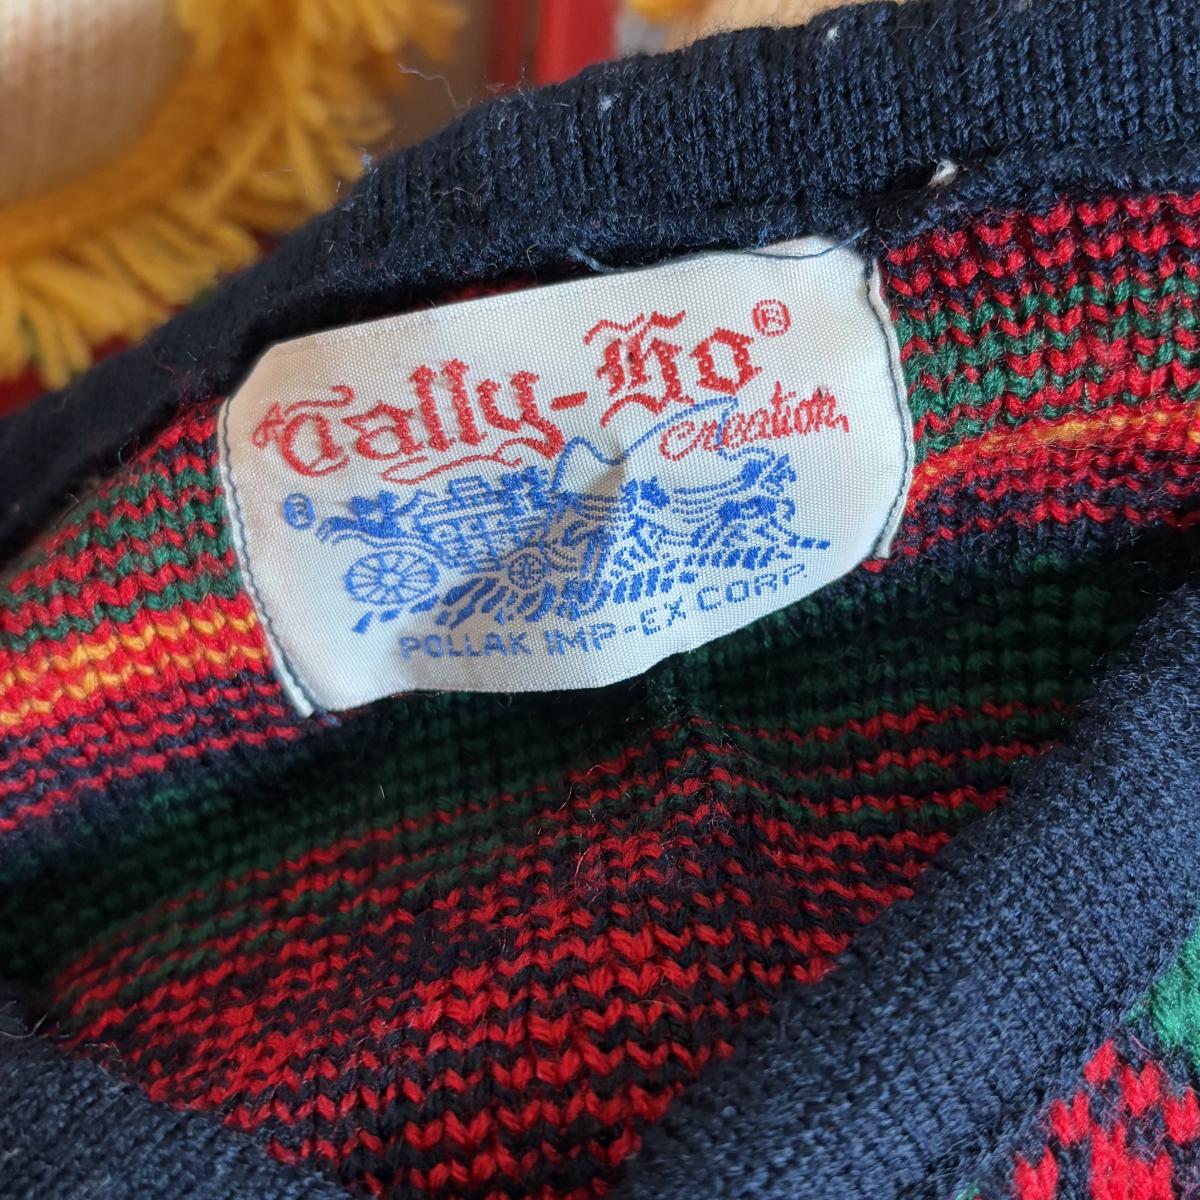 A Tally-Ho®
Creation
®
POLLAK IMP-EX CORP.